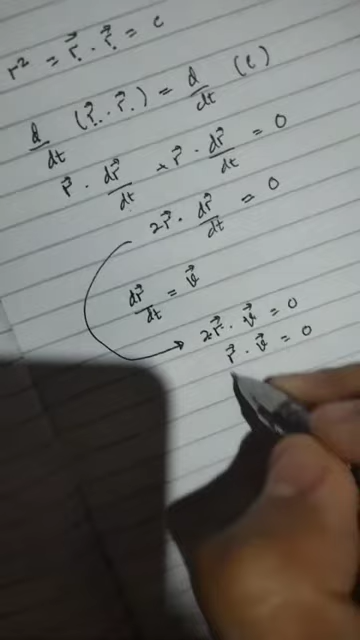 r² = r⃗ · r⃗ = c
d/dt (r⃗ · r⃗) = d/dt (c)
r⃗ · dr⃗/dt + r⃗ · dr⃗/dt = 0
2r⃗ · dr⃗/dt = 0
dr⃗/dt = v⃗
2r⃗ · v⃗ = 0
r⃗ · v⃗ = 0